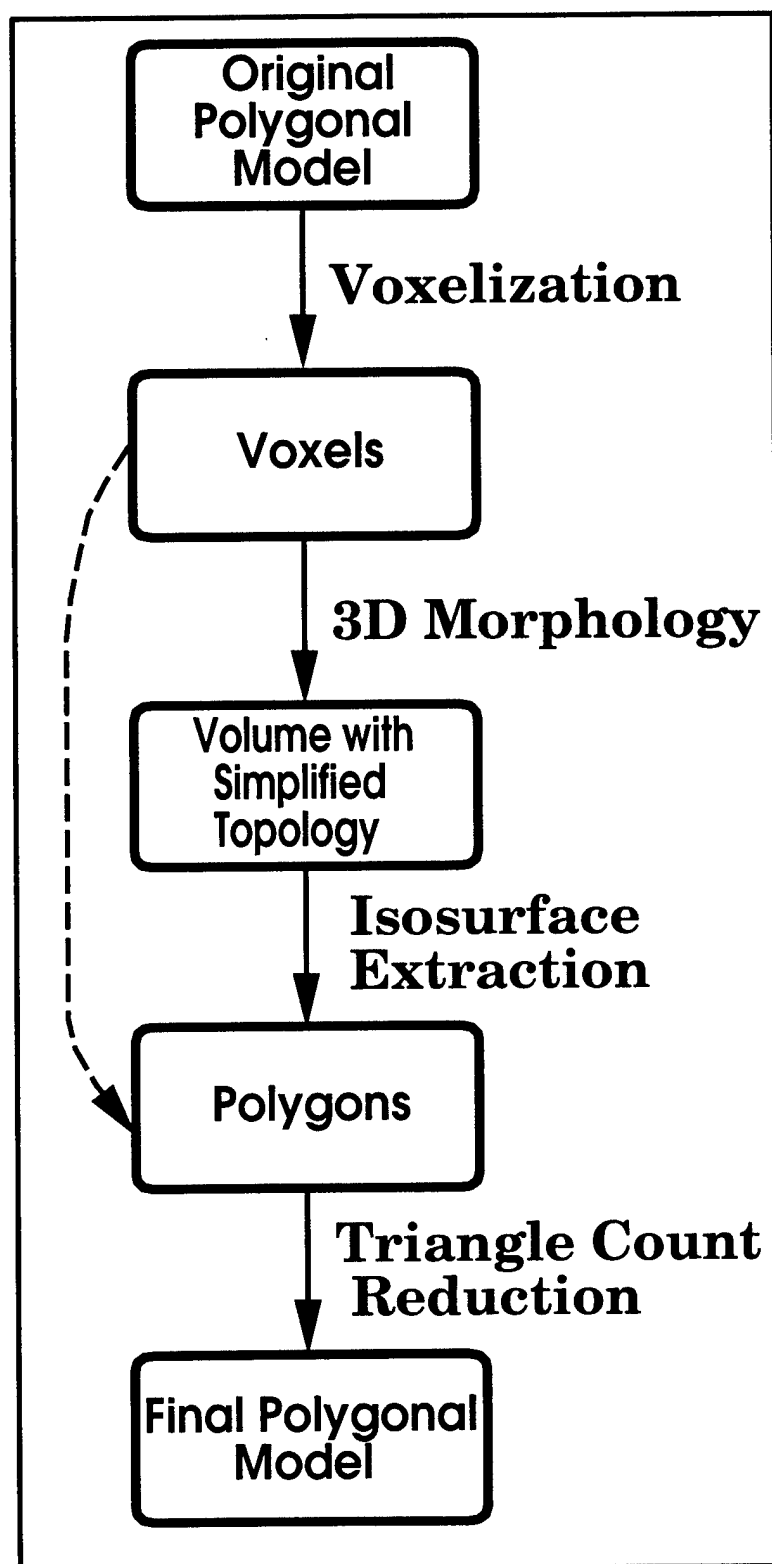 Original
Polygonal
Model
Voxelization
Voxels
3D Morphology
Volume with
Simplified
Topology
Isosurface
Extraction
Polygons
Triangle Count
Reduction
Final Polygonal
Model